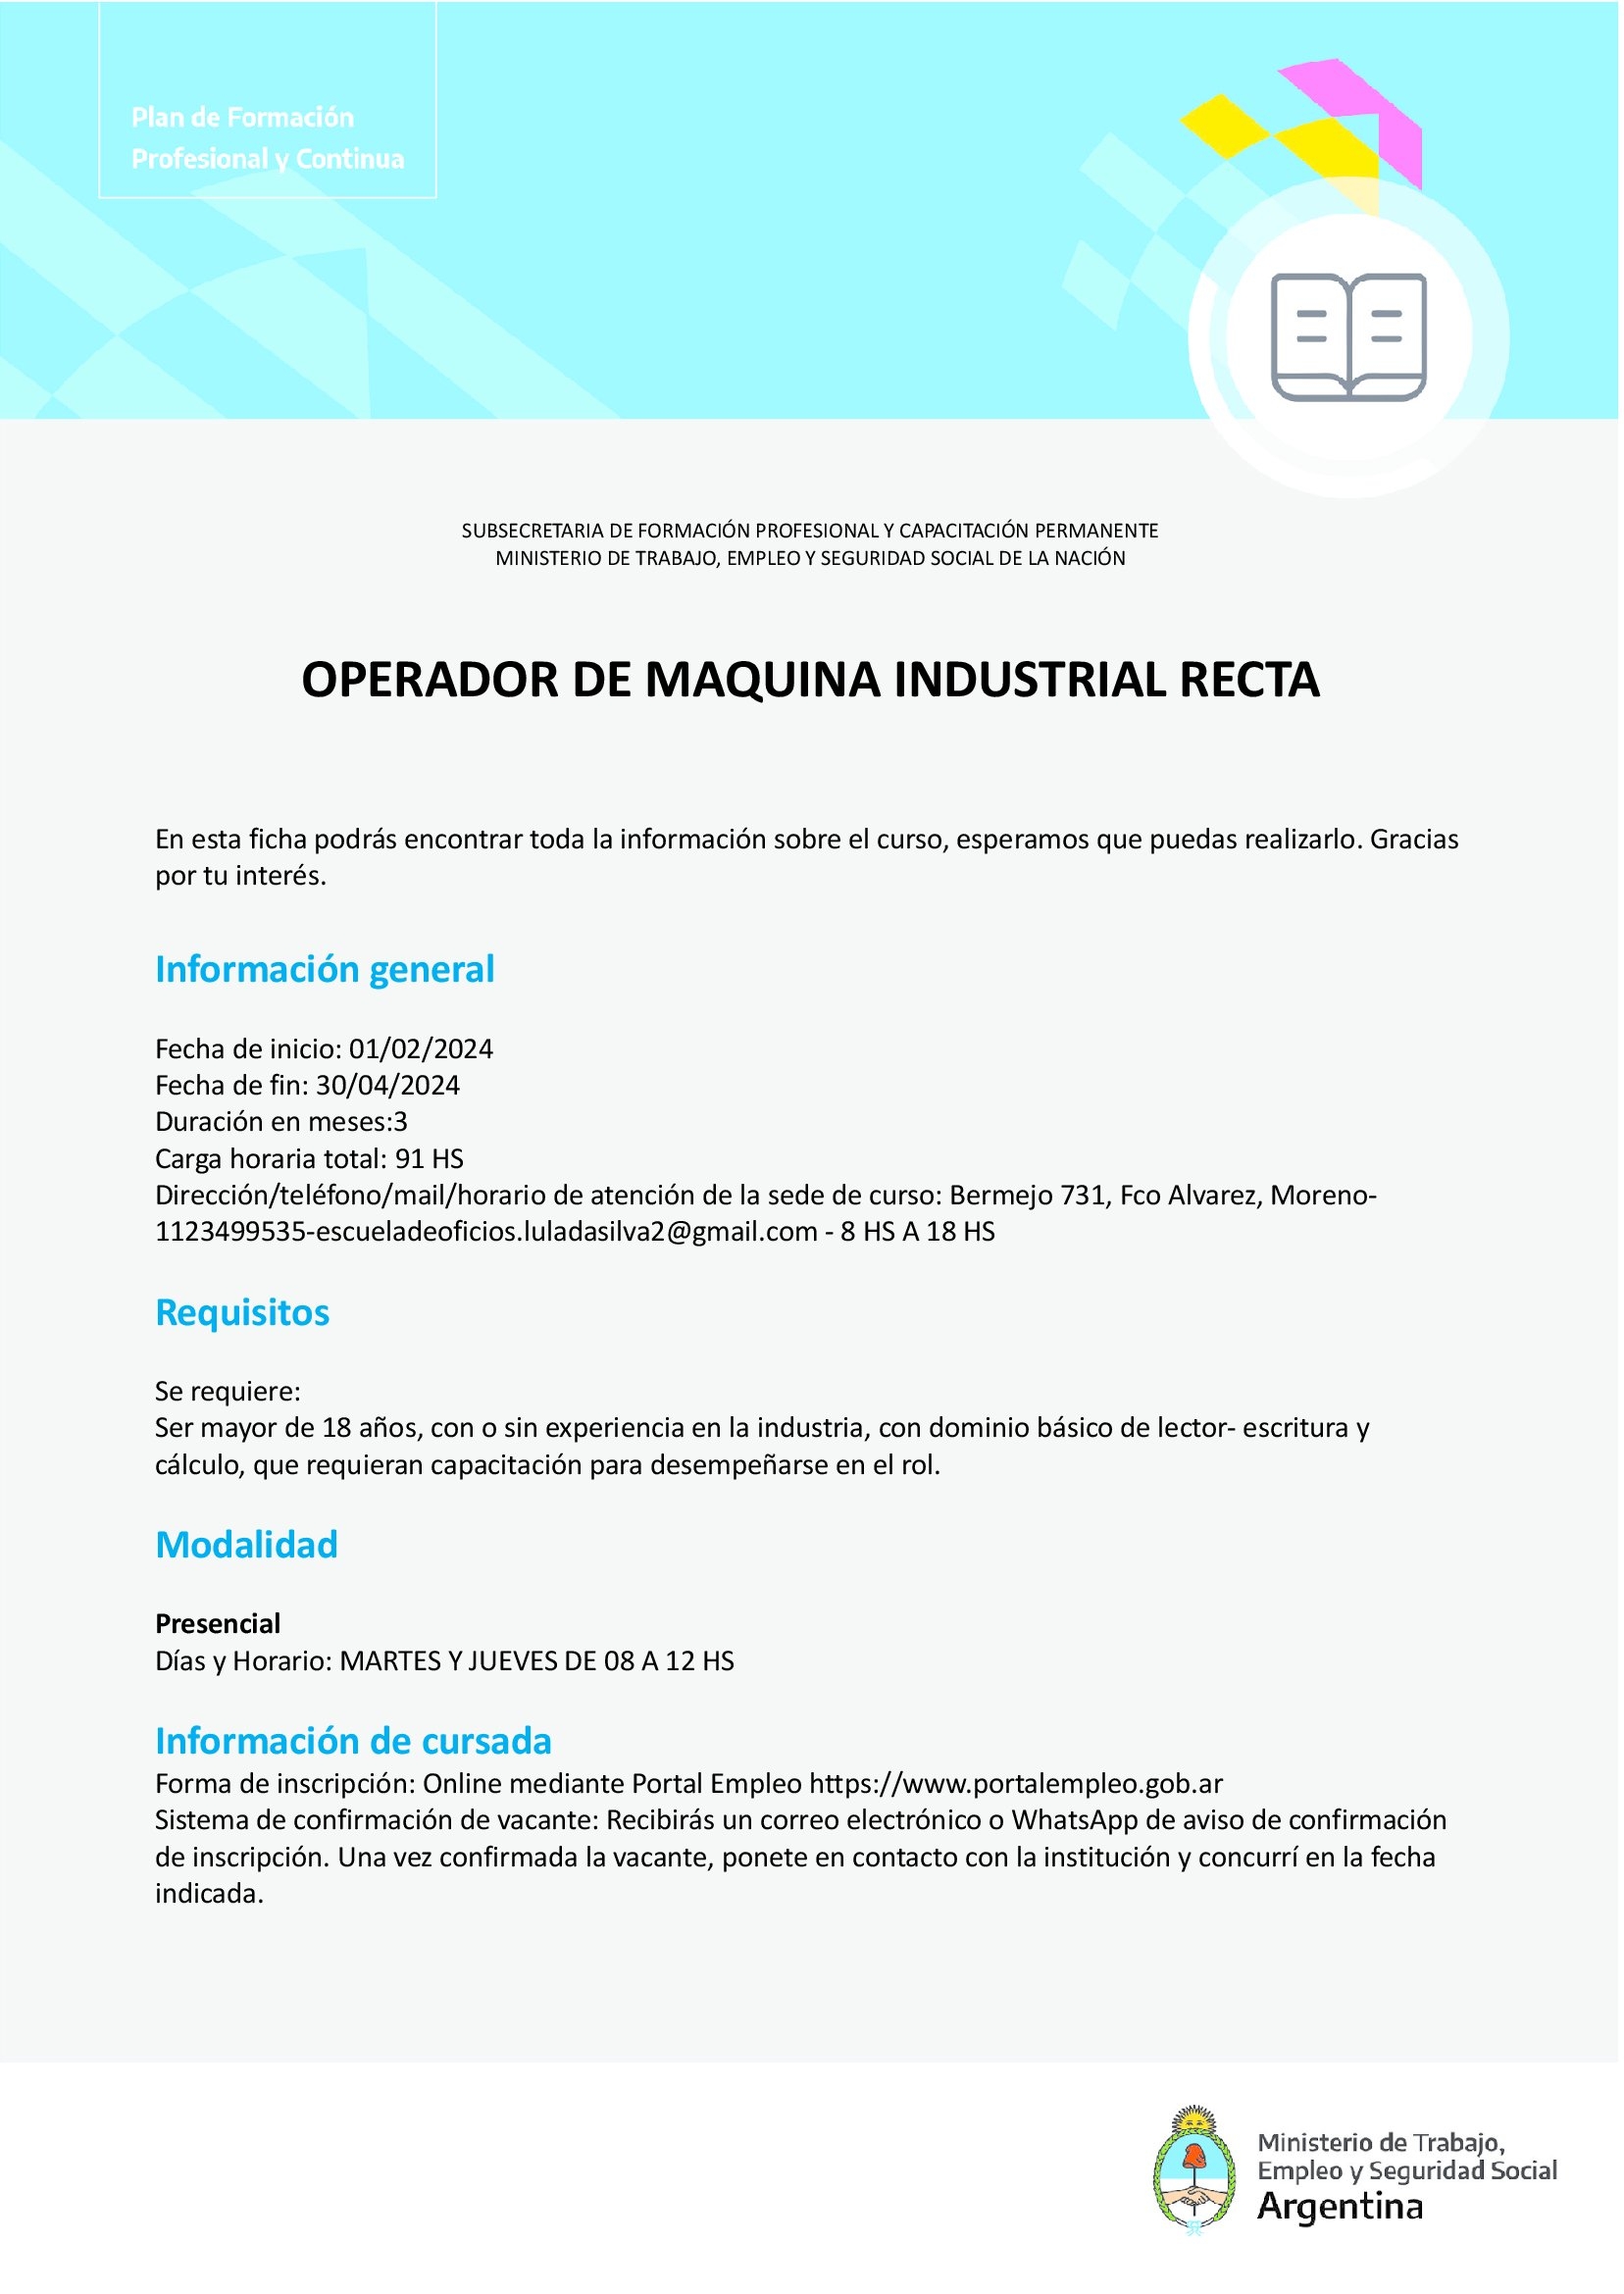 Plan de Formación
Profesional y Continua
SUBSECRETARIA DE FORMACIÓN PROFESIONAL Y CAPACITACIÓN PERMANENTE
MINISTERIO DE TRABAJO, EMPLEO Y SEGURIDAD SOCIAL DE LA NACIÓN
OPERADOR DE MAQUINA INDUSTRIAL RECTA
En esta ficha podrás encontrar toda la información sobre el curso, esperamos que puedas realizarlo. Gracias
por tu interés.
Información general
Fecha de inicio: 01/02/2024
Fecha de fin: 30/04/2024
Duración en meses:3
Carga horaria total: 91 HS
Dirección/teléfono/mail/horario de atención de la sede de curso: Bermejo 731, Fco Alvarez, Moreno-
1123499535-escueladeoficios.luladasilva2@gmail.com - 8 HS A 18 HS
Requisitos
Se requiere:
Ser mayor de 18 años, con o sin experiencia en la industria, con dominio básico de lector- escritura y
cálculo, que requieran capacitación para desempeñarse en el rol.
Modalidad
Presencial
Días y Horario: MARTES Y JUEVES DE 08 A 12 HS
Información de cursada
Forma de inscripción: Online mediante Portal Empleo https://www.portalempleo.gob.ar
Sistema de confirmación de vacante: Recibirás un correo electrónico o WhatsApp de aviso de confirmación
de inscripción. Una vez confirmada la vacante, ponete en contacto con la institución y concurrí en la fecha
indicada.
Ministerio de Trabajo,
Empleo y Seguridad Social
Argentina